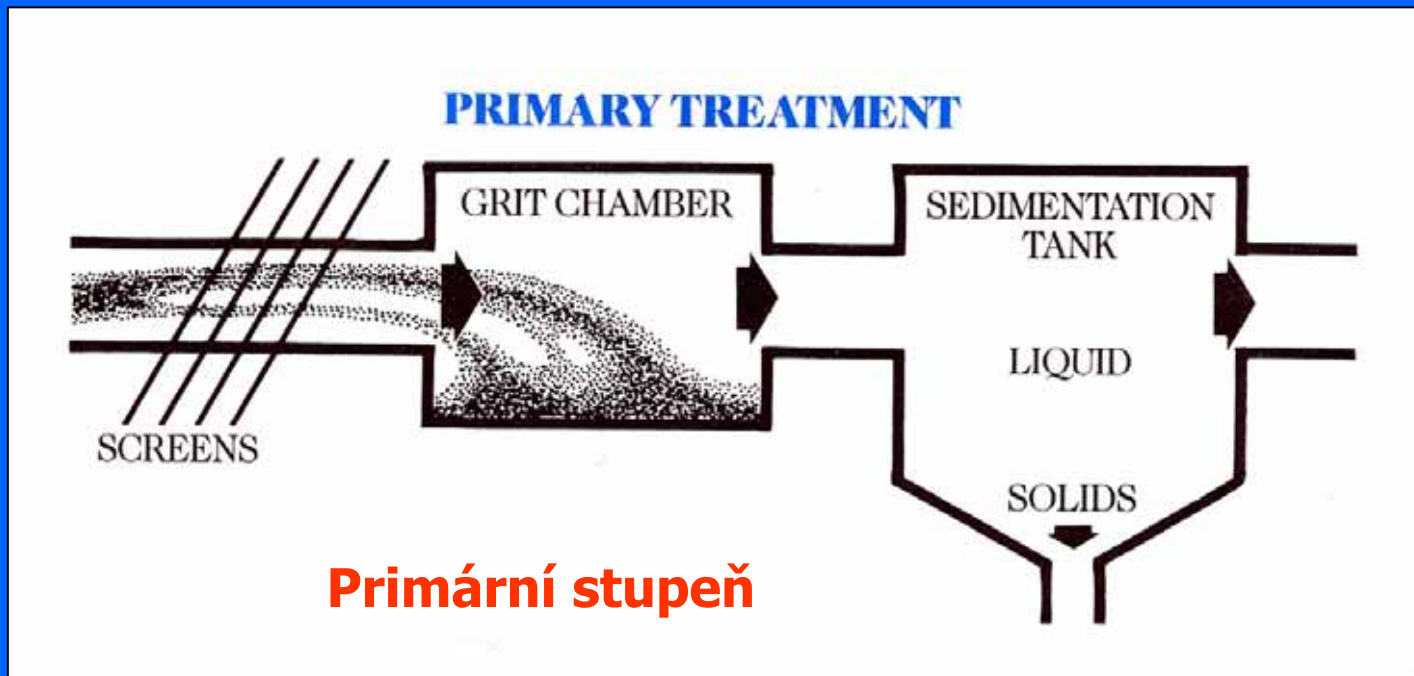 PRIMARY TREATMENT
GRIT CHAMBER
SEDIMENTATION
TANK
LIQUID
SCREENS
SOLIDS
Primární stupeň